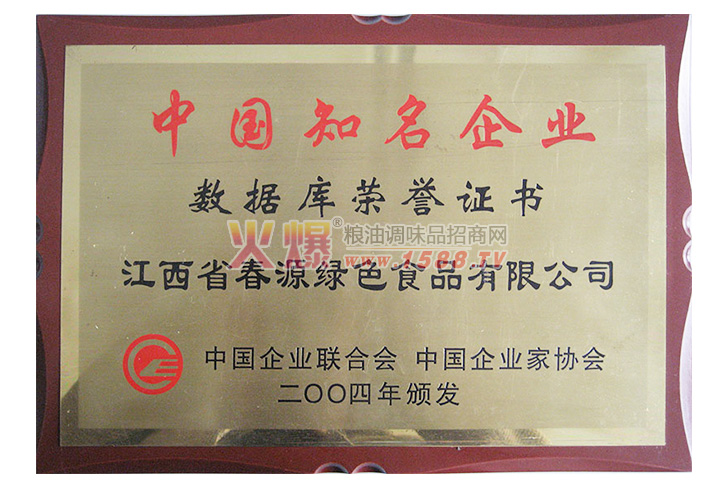 中国知名企业
数据库荣誉证书
火爆®粮油调味品招商网
www.1588.TV
江西省春源绿色食品有限公司
中国企业联合会 中国企业家协会
二〇〇四年颁发